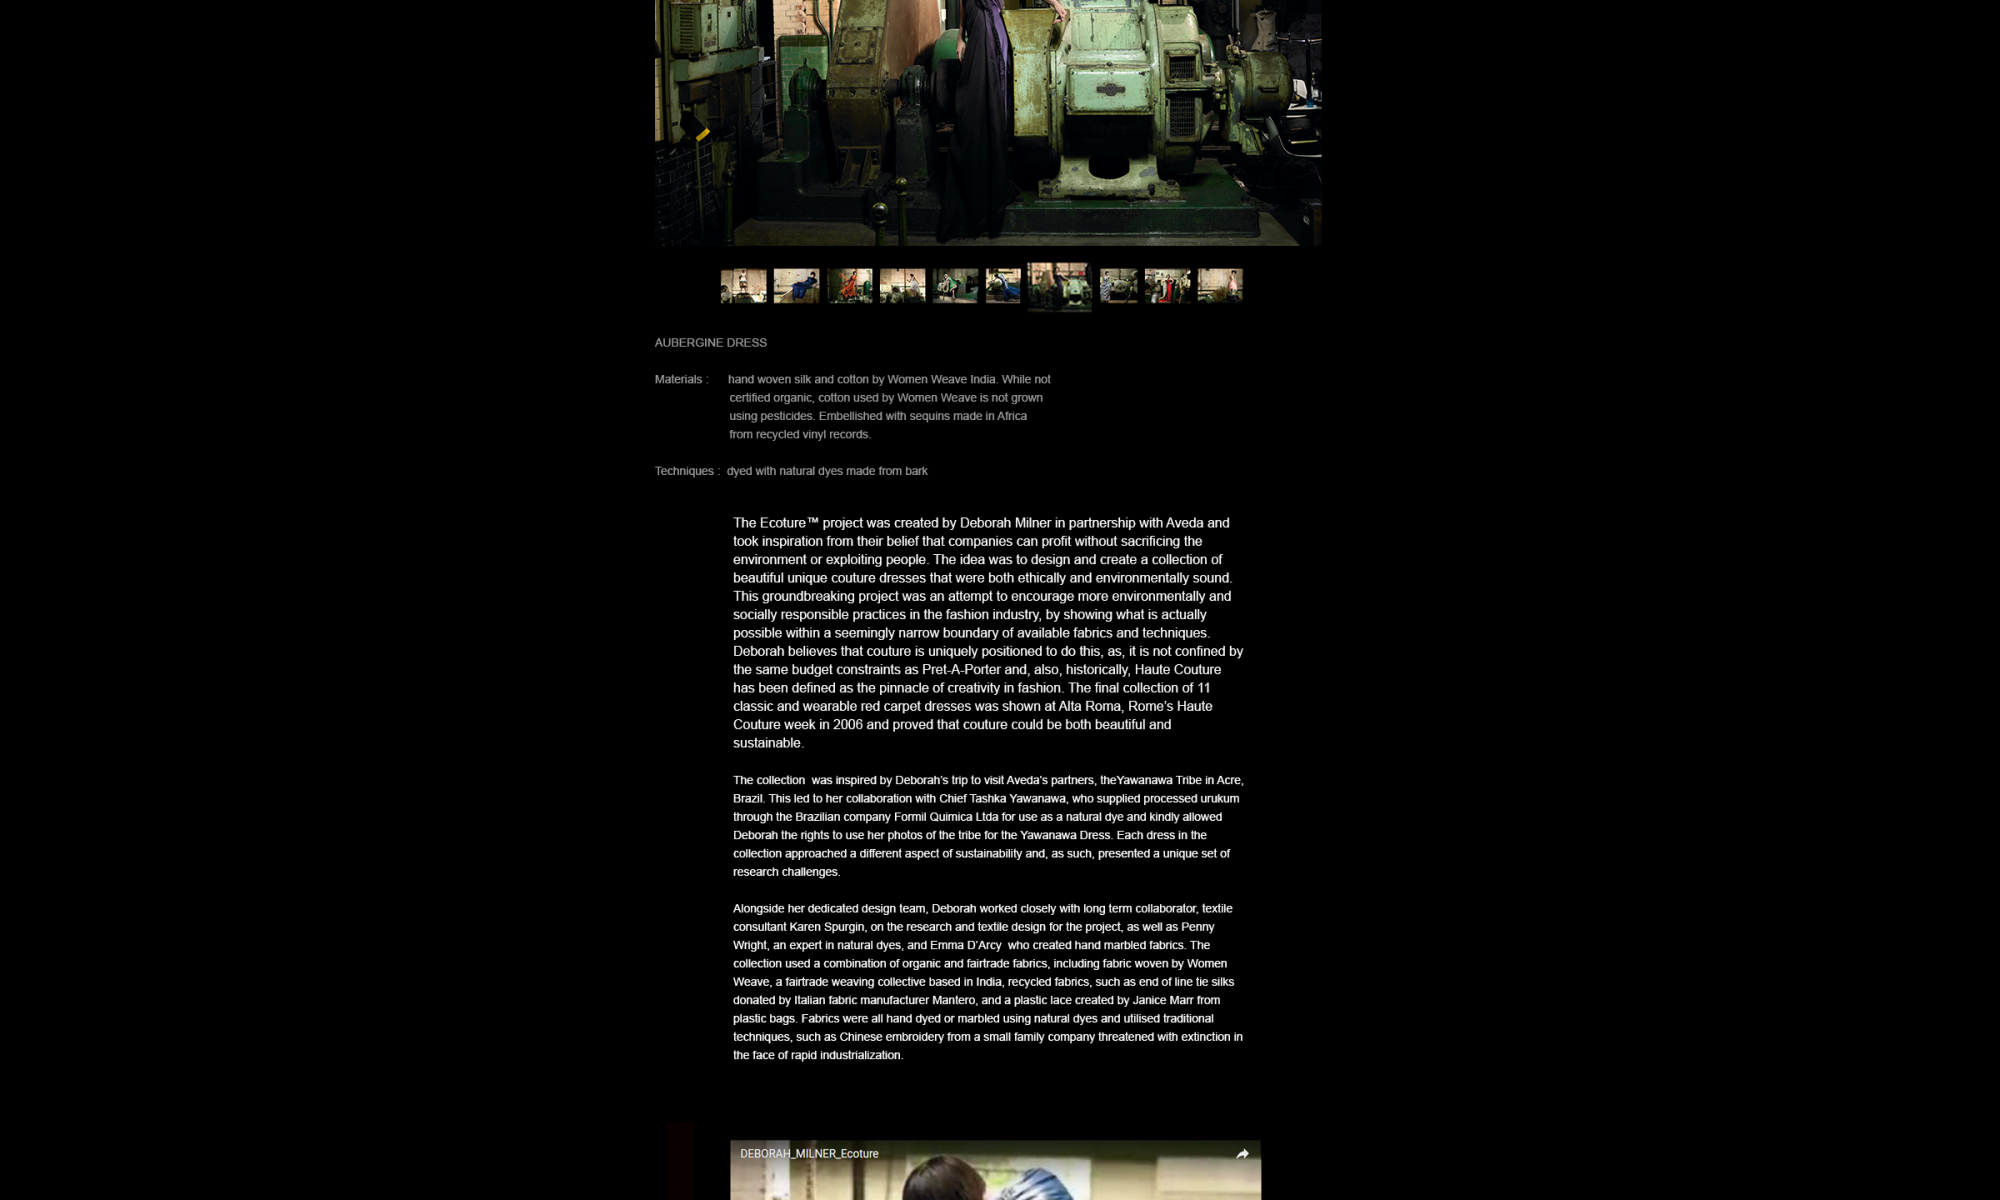 AUBERGINE DRESS
Materials : hand woven silk and cotton by Women Weave India. While not
certified organic, cotton used by Women Weave is not grown
using pesticides. Embellished with sequins made in Africa
from recycled vinyl records.
Techniques : dyed with natural dyes made from bark
The Ecoture™ project was created by Deborah Milner in partnership with Aveda and
took inspiration from their belief that companies can profit without sacrificing the
environment or exploiting people. The idea was to design and create a collection of
beautiful unique couture dresses that were both ethically and environmentally sound.
This groundbreaking project was an attempt to encourage more environmentally and
socially responsible practices in the fashion industry, by showing what is actually
possible within a seemingly narrow boundary of available fabrics and techniques.
Deborah believes that couture is uniquely positioned to do this, as, it is not confined by
the same budget constraints as Pret-A-Porter and, also, historically, Haute Couture
has been defined as the pinnacle of creativity in fashion. The final collection of 11
classic and wearable red carpet dresses was shown at Alta Roma, Rome’s Haute
Couture week in 2006 and proved that couture could be both beautiful and
sustainable.
The collection  was inspired by Deborah’s trip to visit Aveda’s partners, theYawanawa Tribe in Acre,
Brazil. This led to her collaboration with Chief Tashka Yawanawa, who supplied processed urukum
through the Brazilian company Formil Quimica Ltda for use as a natural dye and kindly allowed
Deborah the rights to use her photos of the tribe for the Yawanawa Dress. Each dress in the
collection approached a different aspect of sustainability and, as such, presented a unique set of
research challenges.
Alongside her dedicated design team, Deborah worked closely with long term collaborator, textile
consultant Karen Spurgin, on the research and textile design for the project, as well as Penny
Wright, an expert in natural dyes, and Emma D’Arcy  who created hand marbled fabrics. The
collection used a combination of organic and fairtrade fabrics, including fabric woven by Women
Weave, a fairtrade weaving collective based in India, recycled fabrics, such as end of line tie silks
donated by Italian fabric manufacturer Mantero, and a plastic lace created by Janice Marr from
plastic bags. Fabrics were all hand dyed or marbled using natural dyes and utilised traditional
techniques, such as Chinese embroidery from a small family company threatened with extinction in
the face of rapid industrialization.
DEBORAH_MILNER_Ecoture